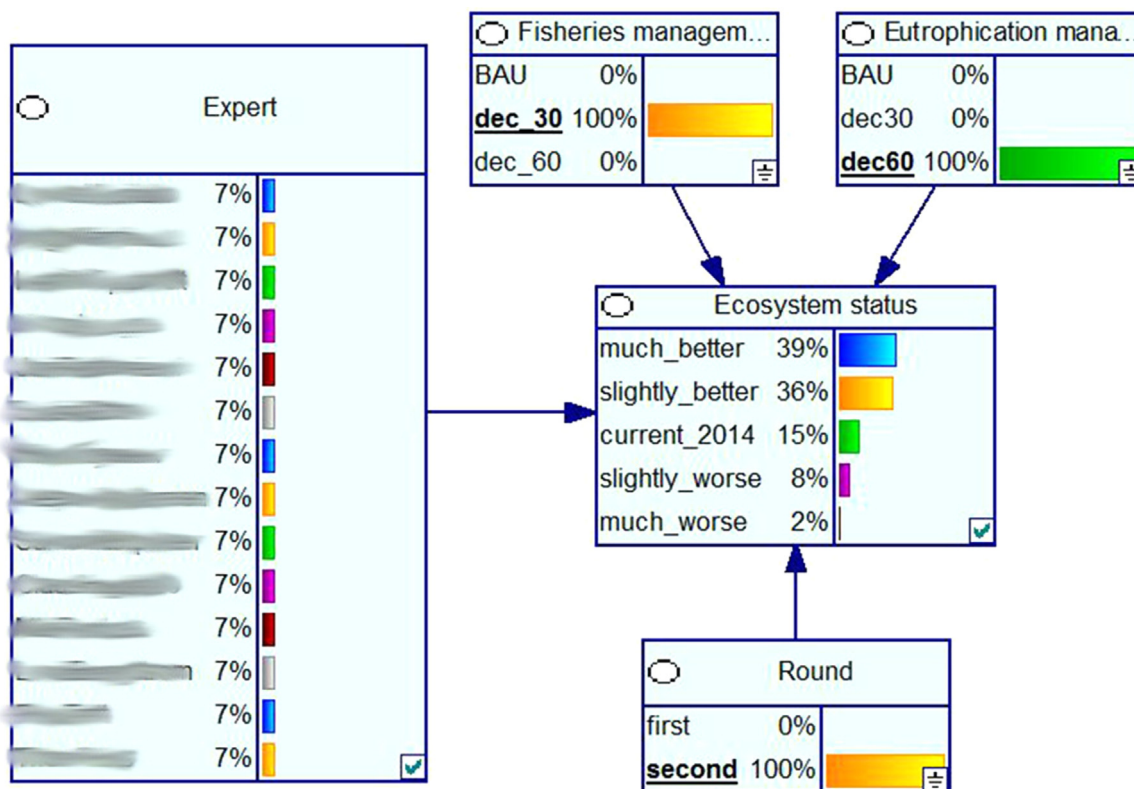 Expert
7%
7%
7%
7%
7%
7%
7%
7%
7%
7%
7%
7%
7%
7%
Fisheries managem...
BAU 0%
dec_30 100%
dec_60 0%
Eutrophication mana...
BAU 0%
dec30 0%
dec60 100%
Ecosystem status
much_better 39%
slightly_better 36%
current_2014 15%
slightly_worse 8%
much_worse 2%
Round
first 0%
second 100%